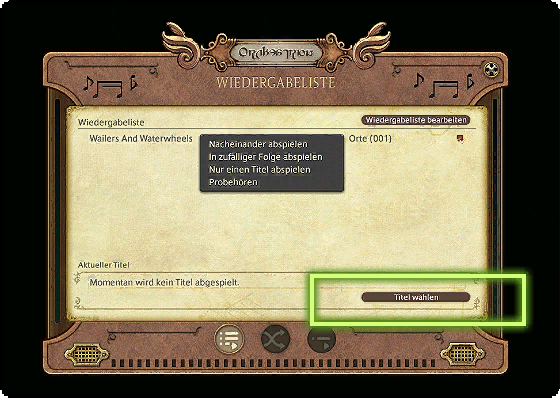 WIEDERGABELISTE
Wiedergabeliste
Wiedergabeliste bearbeiten
Wailers And Waterwheels
Orte (001)
Nacheinander abspielen
In zufälliger Folge abspielen
Nur einen Titel abspielen
Probehören
Aktueller Titel
Momentan wird kein Titel abgespielt.
Titel wählen